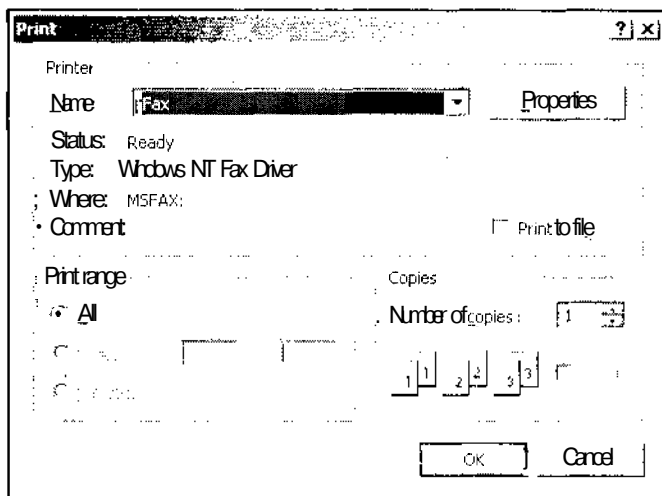 Print
Printer
Name Fax Properties
Status: Ready
Type: Windows NT Fax Driver
Where: MSFAX:
Comment
Print to file
Print range
Copies
All
Number of copies: 1
1 1 2 2 3 3
OK Cancel